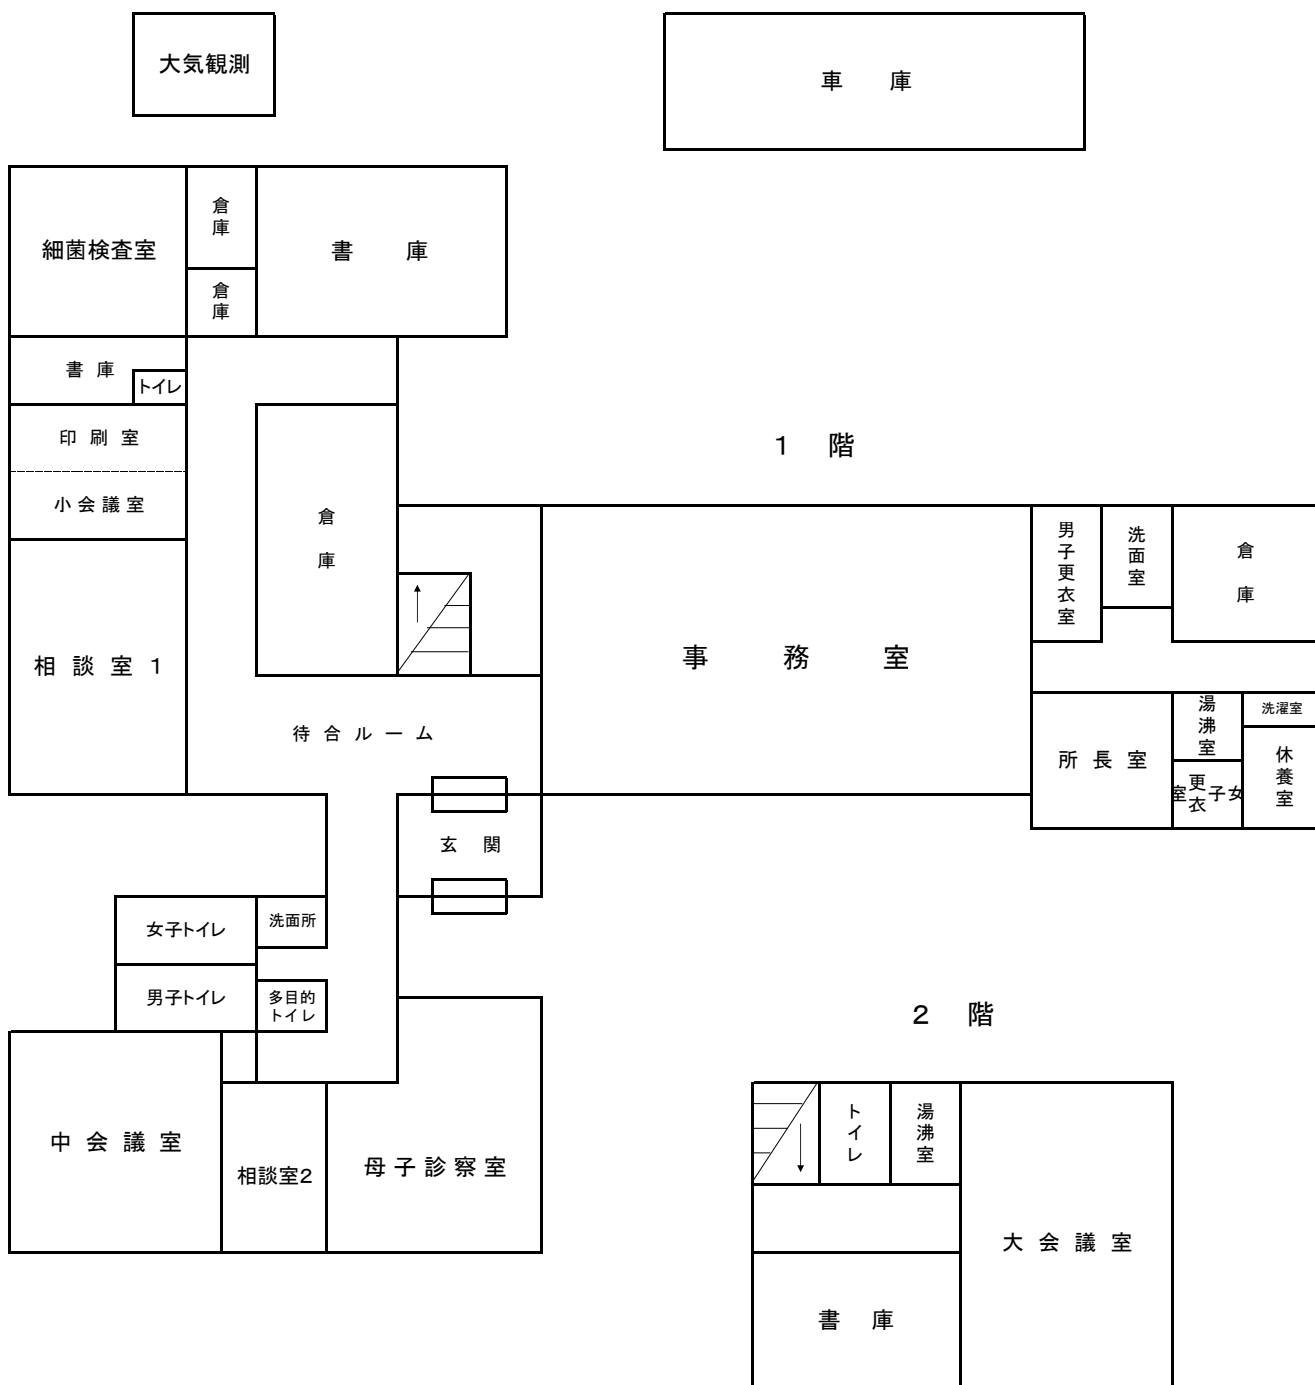 大気観測
車 庫
細菌検査室
倉庫
倉庫
書 庫
書 庫
トイレ
印 刷 室
小 会 議 室
倉庫
相 談 室 1
待 合 ル ー ム
玄 関
1 階
事 務 室
男子更衣室
洗面室
倉庫
所 長 室
湯沸室
女子更衣室
洗濯室
休養室
女子トイレ
洗面所
男子トイレ
多目的
トイレ
中 会 議 室
相談室2
母 子 診 察 室
2 階
トイレ
湯沸室
大 会 議 室
書 庫